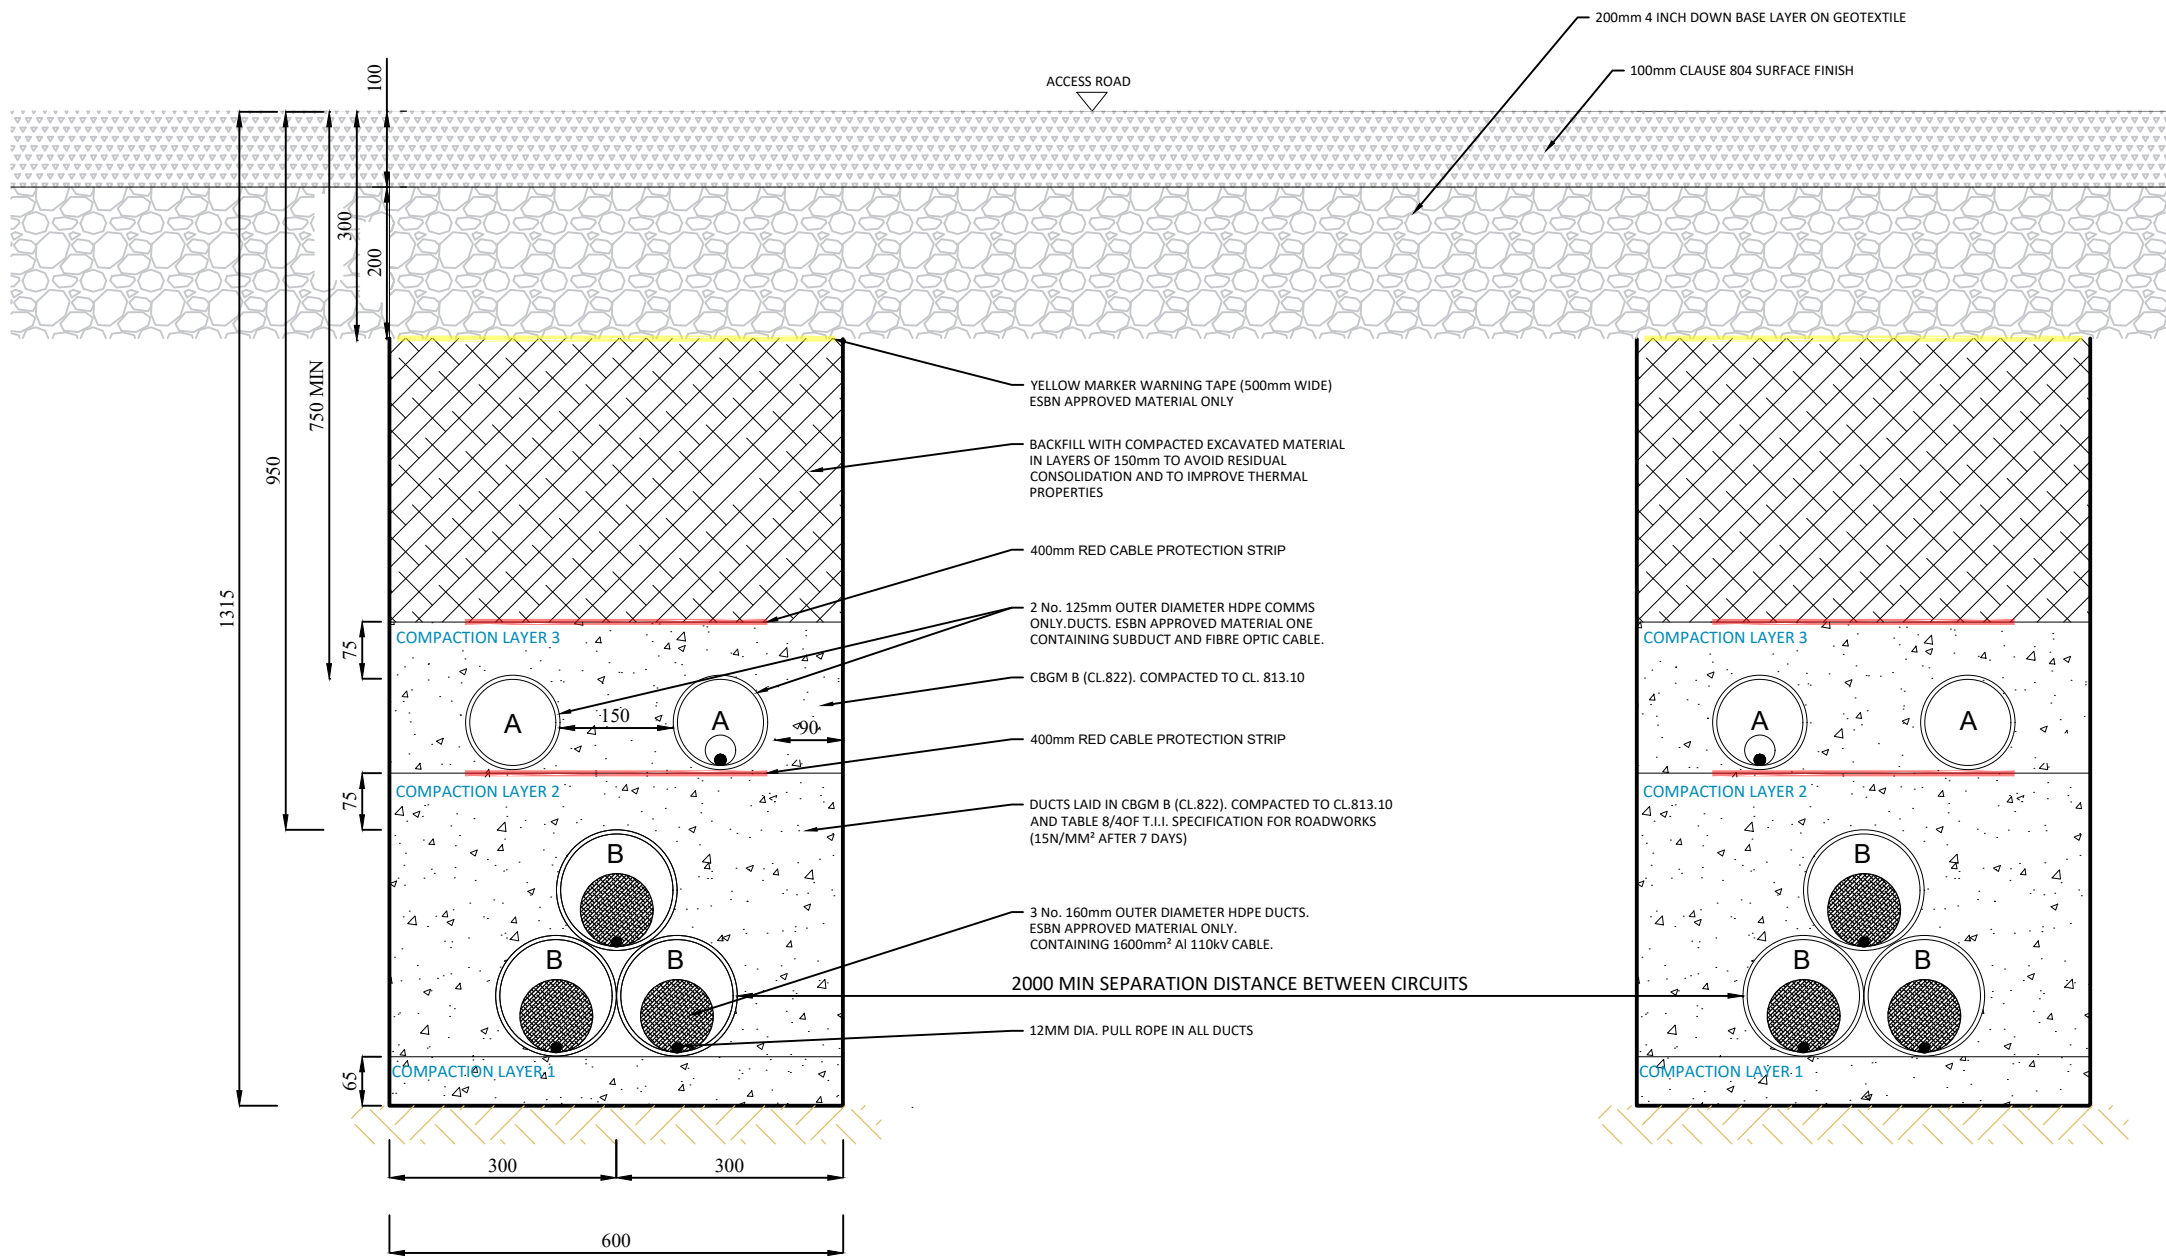 200mm 4 INCH DOWN BASE LAYER ON GEOTEXTILE
100mm CLAUSE 804 SURFACE FINISH
ACCESS ROAD
100
300
200
750 MIN
950
1315
YELLOW MARKER WARNING TAPE (500mm WIDE)
ESBN APPROVED MATERIAL ONLY
BACKFILL WITH COMPACTED EXCAVATED MATERIAL
IN LAYERS OF 150mm TO AVOID RESIDUAL
CONSOLIDATION AND TO IMPROVE THERMAL
PROPERTIES
400mm RED CABLE PROTECTION STRIP
2 No. 125mm OUTER DIAMETER HDPE COMMS
ONLY.DUCTS. ESBN APPROVED MATERIAL ONE
CONTAINING SUBDUCT AND FIBRE OPTIC CABLE.
COMPACTION LAYER 3
COMPACTION LAYER 3
75
CBGM B (CL.822). COMPACTED TO CL. 813.10
A
150
A
90
A
A
400mm RED CABLE PROTECTION STRIP
COMPACTION LAYER 2
COMPACTION LAYER 2
75
DUCTS LAID IN CBGM B (CL.822). COMPACTED TO CL.813.10
AND TABLE 8/4OF T.I.I. SPECIFICATION FOR ROADWORKS
(15N/MM² AFTER 7 DAYS)
B
B
3 No. 160mm OUTER DIAMETER HDPE DUCTS.
ESBN APPROVED MATERIAL ONLY.
CONTAINING 1600mm² Al 110kV CABLE.
B
B
B
B
2000 MIN SEPARATION DISTANCE BETWEEN CIRCUITS
12MM DIA. PULL ROPE IN ALL DUCTS
COMPACTION LAYER 1
COMPACTION LAYER 1
65
300
300
600